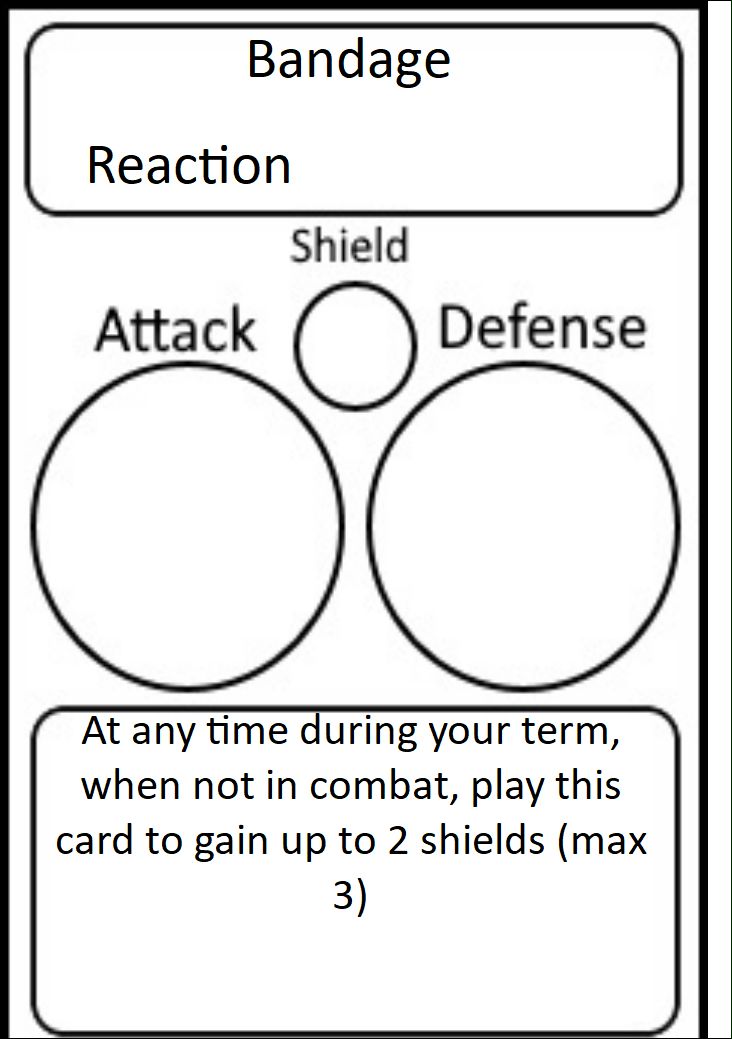 Bandage
Reaction
Shield
Attack
Defense
At any time during your term,
when not in combat, play this
card to gain up to 2 shields (max
3)